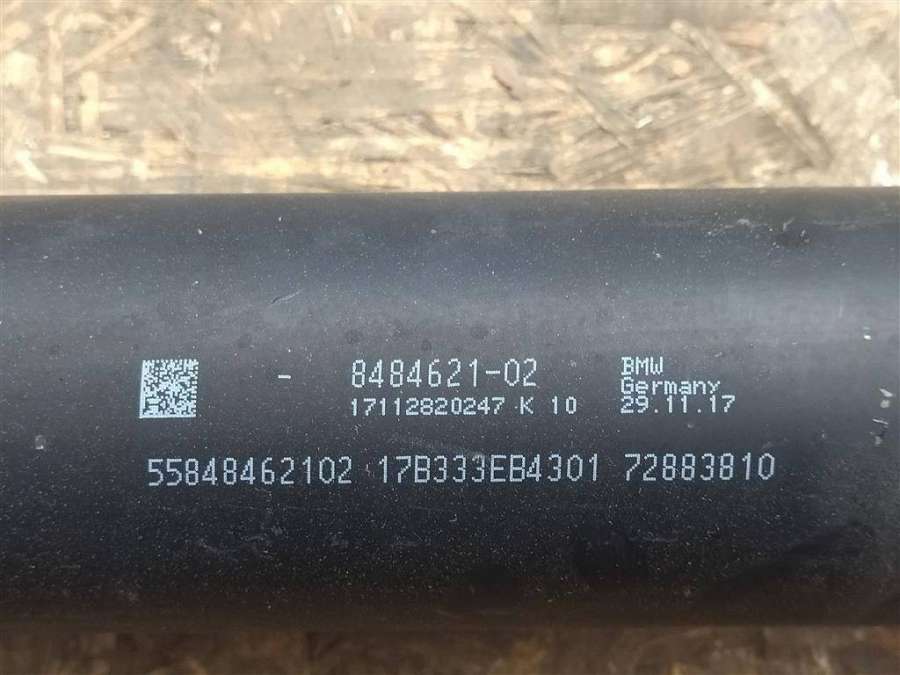 - 8484621-02
17112820247 K 10
BMW
Germany
29.11.17
55848462102 17B333EB4301 72883810